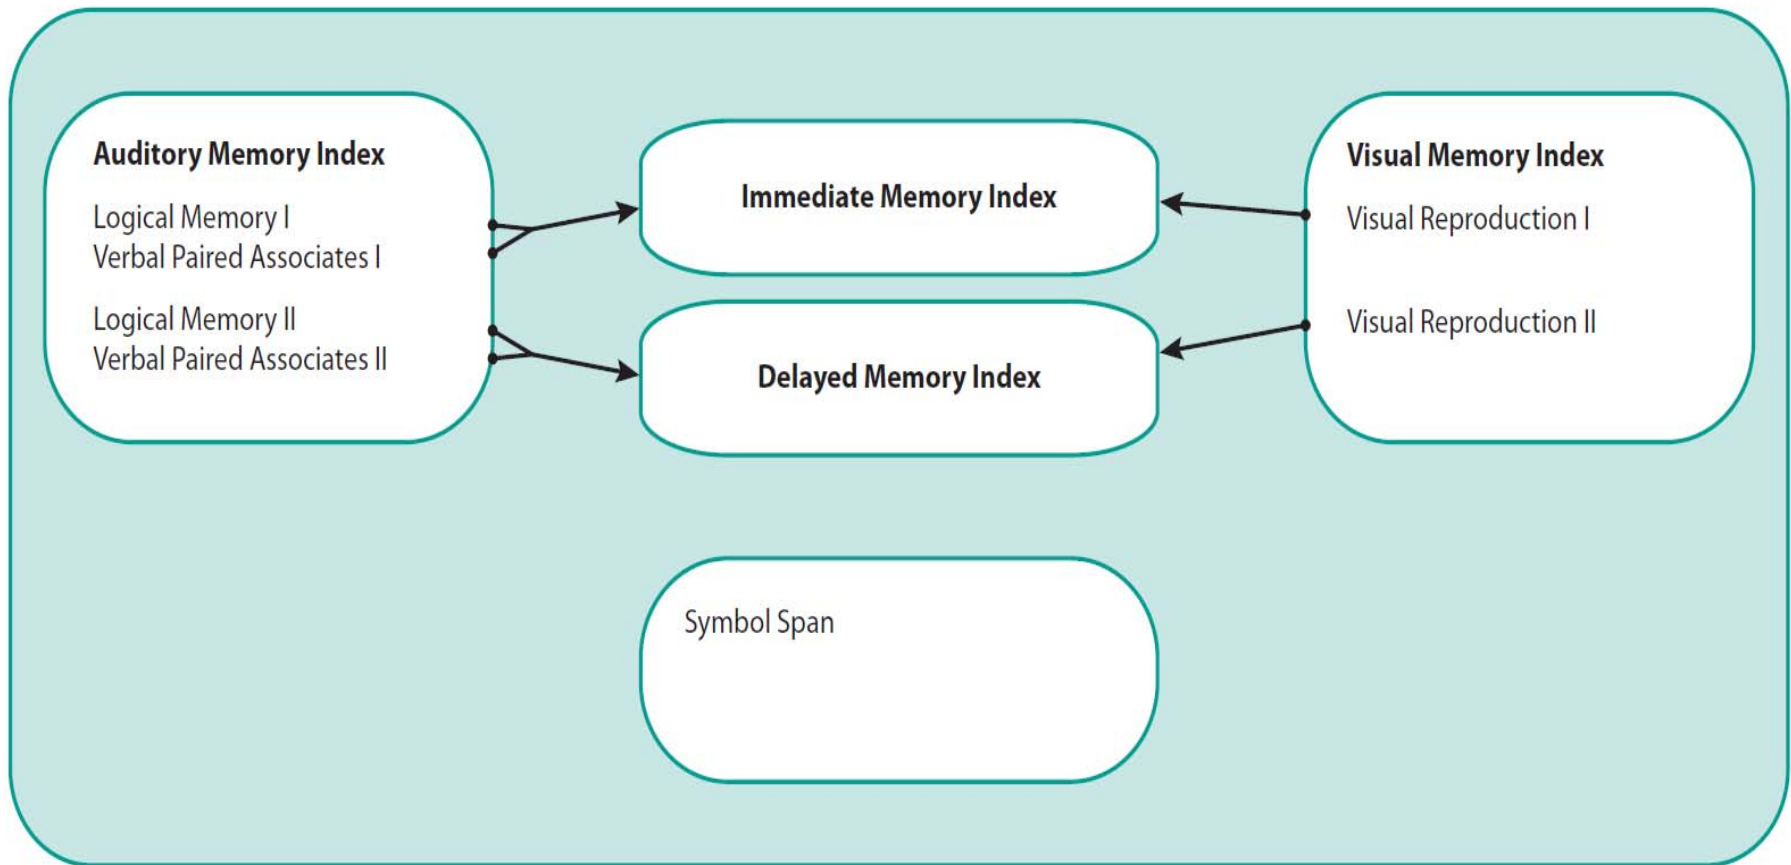 Auditory Memory Index
Logical Memory I
Verbal Paired Associates I
Logical Memory II
Verbal Paired Associates II
Immediate Memory Index
Delayed Memory Index
Visual Memory Index
Visual Reproduction I
Visual Reproduction II
Symbol Span